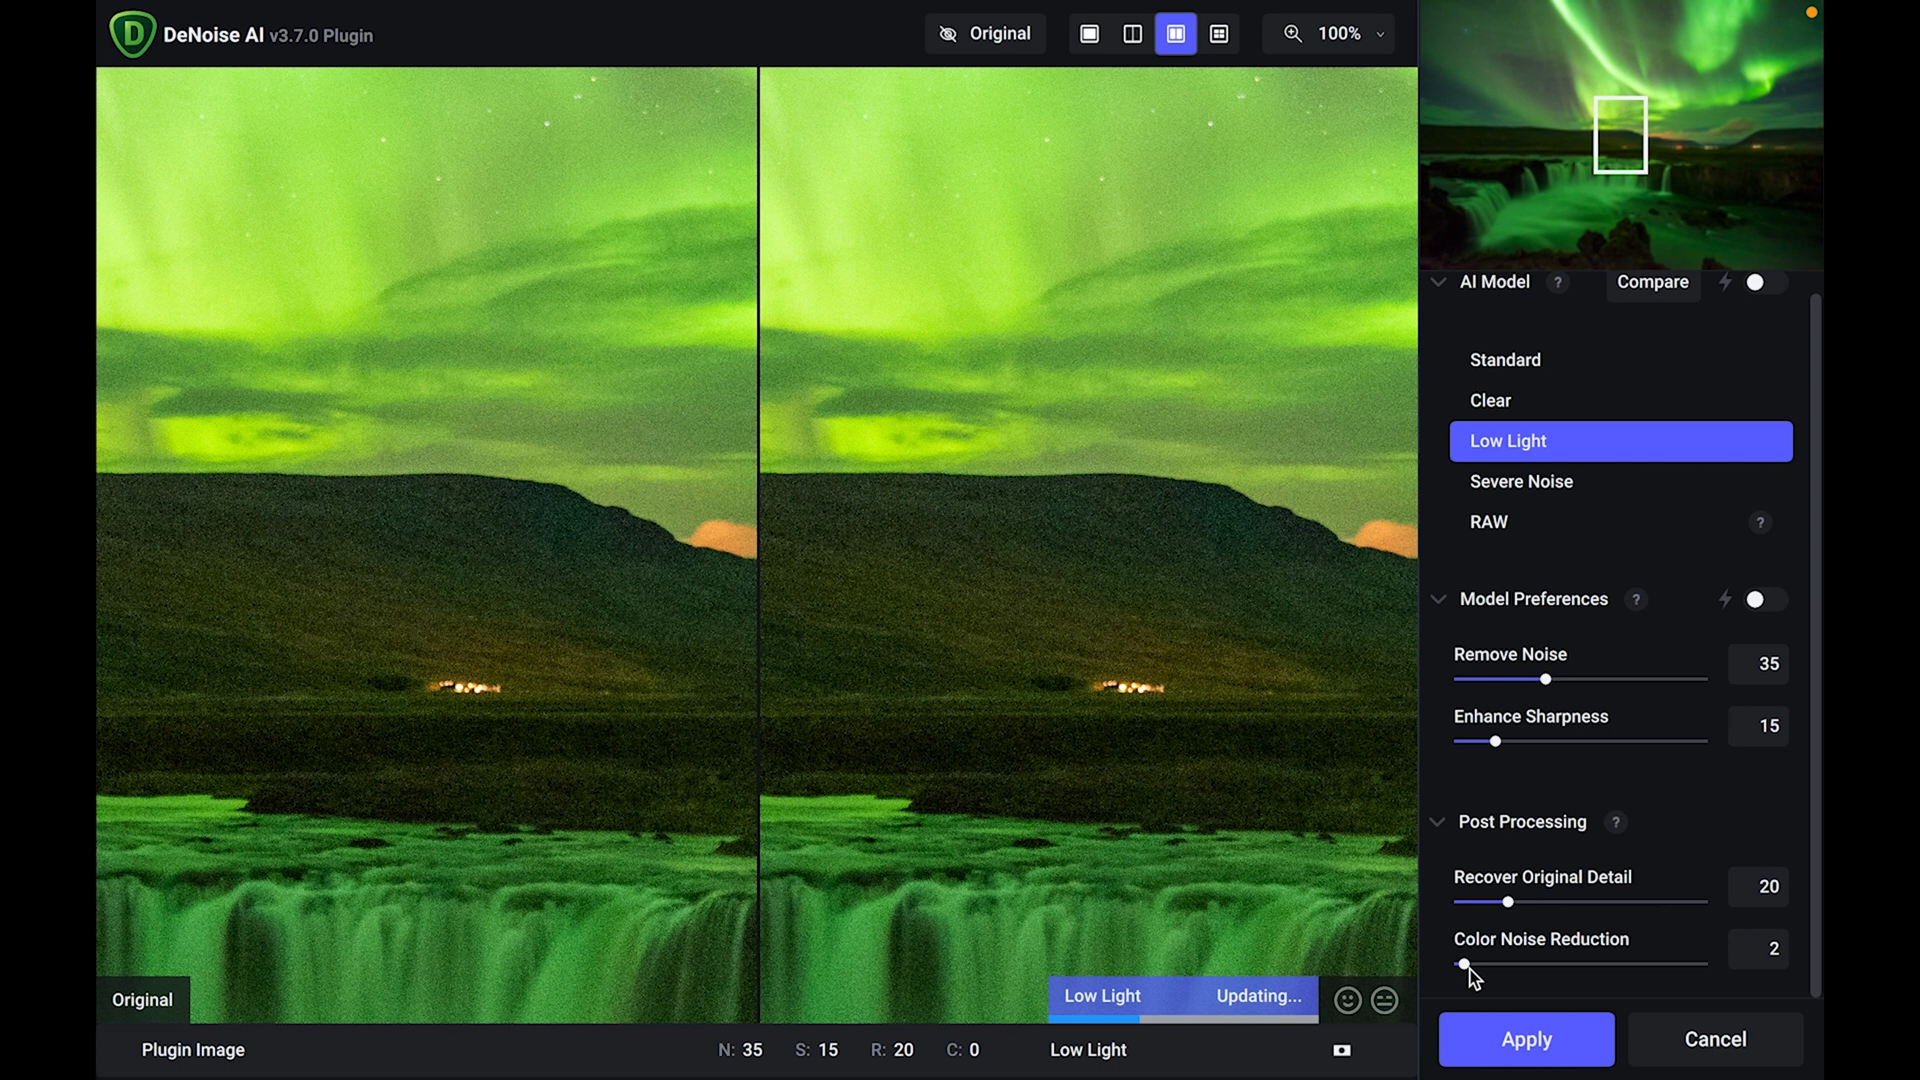 DeNoise AI v3.7.0 Plugin
Original
100%
AI Model ? Compare
Standard
Clear
Low Light
Severe Noise
RAW ?
Model Preferences ?
Remove Noise 35
Enhance Sharpness 15
Post Processing ?
Recover Original Detail 20
Color Noise Reduction 2
Apply Cancel
Original
Low Light Updating...
Plugin Image N: 35 S: 15 R: 20 C: 0 Low Light